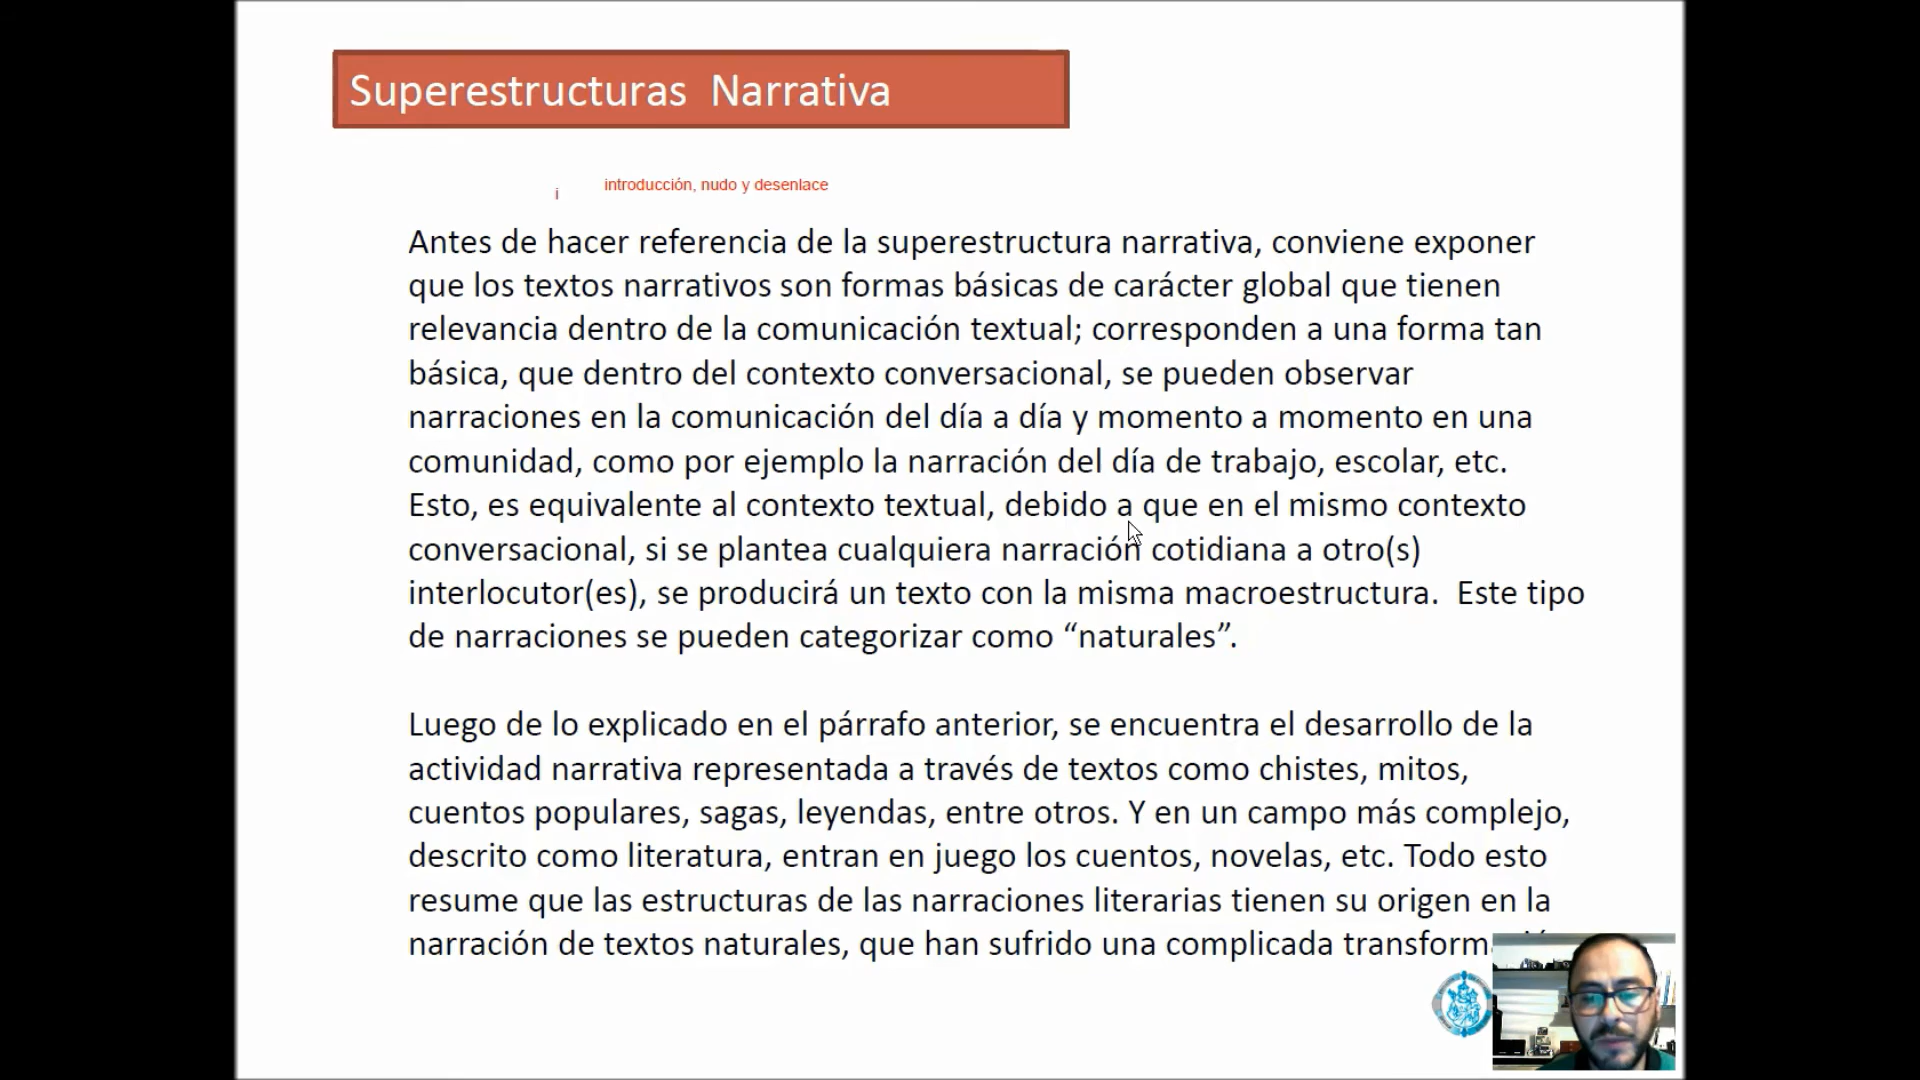 Superestructuras  Narrativa
i
introducción, nudo y desenlace
Antes de hacer referencia de la superestructura narrativa, conviene exponer
que los textos narrativos son formas básicas de carácter global que tienen
relevancia dentro de la comunicación textual; corresponden a una forma tan
básica, que dentro del contexto conversacional, se pueden observar
narraciones en la comunicación del día a día y momento a momento en una
comunidad, como por ejemplo la narración del día de trabajo, escolar, etc.
Esto, es equivalente al contexto textual, debido a que en el mismo contexto
conversacional, si se plantea cualquiera narración cotidiana a otro(s)
interlocutor(es), se producirá un texto con la misma macroestructura.  Este tipo
de narraciones se pueden categorizar como “naturales”.
Luego de lo explicado en el párrafo anterior, se encuentra el desarrollo de la
actividad narrativa representada a través de textos como chistes, mitos,
cuentos populares, sagas, leyendas, entre otros. Y en un campo más complejo,
descrito como literatura, entran en juego los cuentos, novelas, etc. Todo esto
resume que las estructuras de las narraciones literarias tienen su origen en la
narración de textos naturales, que han sufrido una complicada